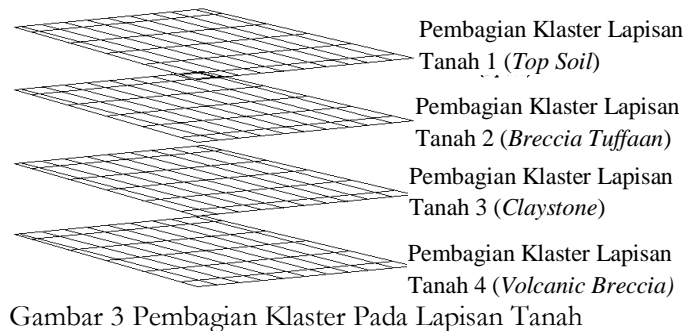 Pembagian Klaster Lapisan
Tanah 1 (Top Soil)
Pembagian Klaster Lapisan
Tanah 2 (Breccia Tuffaan)
Pembagian Klaster Lapisan
Tanah 3 (Claystone)
Pembagian Klaster Lapisan
Tanah 4 (Volcanic Breccia)
Gambar 3 Pembagian Klaster Pada Lapisan Tanah